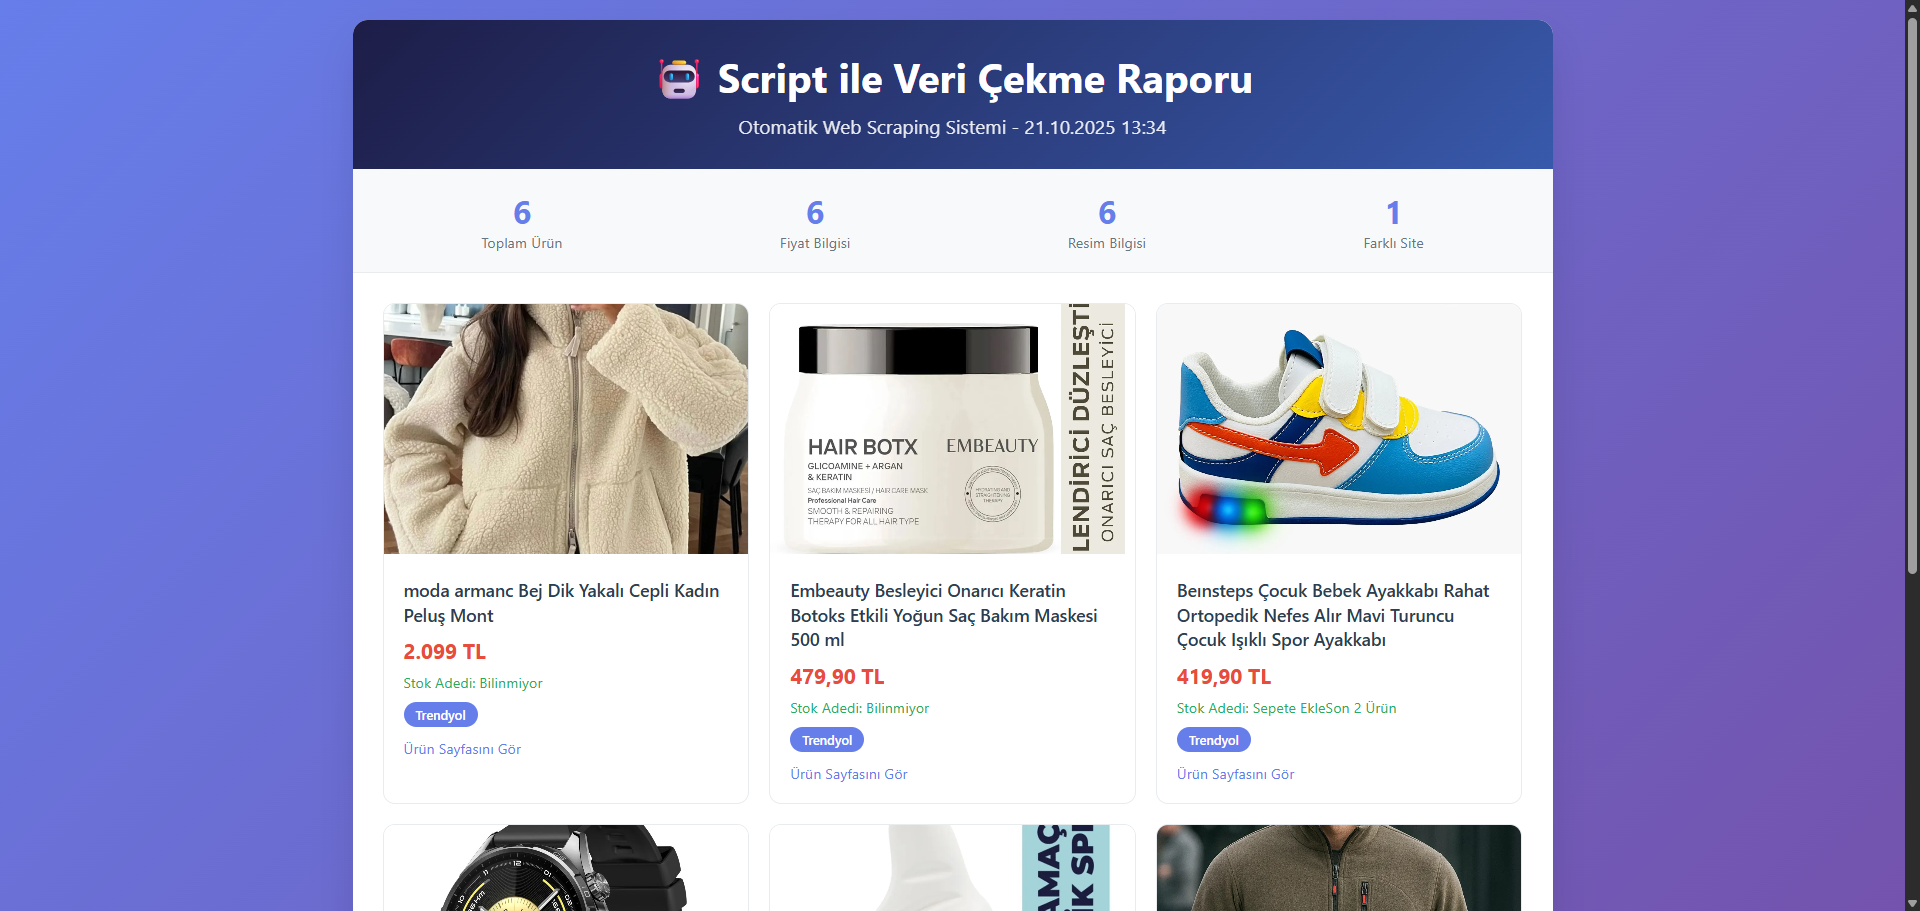 Script ile Veri Çekme Raporu
Otomatik Web Scraping Sistemi - 21.10.2025 13:34
6
Toplam Ürün
6
Fiyat Bilgisi
6
Resim Bilgisi
1
Farklı Site
moda armanc Bej Dik Yakalı Cepli Kadın
Peluş Mont
2.099 TL
Stok Adedi: Bilinmiyor
Trendyol
Ürün Sayfasını Gör
HAIR BOTX
GLICOAMINE + ARGAN
& KERATIN
SAÇ BAKIM MASKESİ / HAIR CARE MASK
Professional Hair Care
SMOOTH & REPAIRING
THERAPY FOR ALL HAIR TYPE
EMBEAUTY
HYDRATING AND
STRAIGHTENING
THERAPY
LENDİRİCİ DÜZLEŞTİ
ONARICI SAÇ BESLEYİCİ
Embeauty Besleyici Onarıcı Keratin
Botoks Etkili Yoğun Saç Bakım Maskesi
500 ml
479,90 TL
Stok Adedi: Bilinmiyor
Trendyol
Ürün Sayfasını Gör
Beınsteps Çocuk Bebek Ayakkabı Rahat
Ortopedik Nefes Alır Mavi Turuncu
Çocuk Işıklı Spor Ayakkabı
419,90 TL
Stok Adedi: Sepete EkleSon 2 Ürün
Trendyol
Ürün Sayfasını Gör
12
AMAÇ
İK SPR